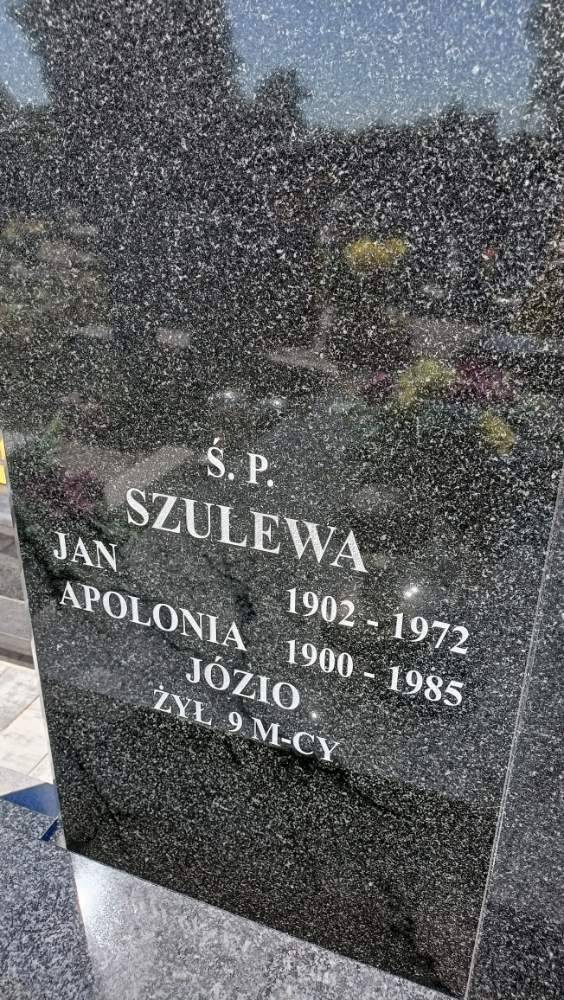 Ś. P.
SZULEWA
JAN 1902 - 1972
APOLONIA 1900 - 1985
JÓZIO
ŻYŁ 9 M-CY